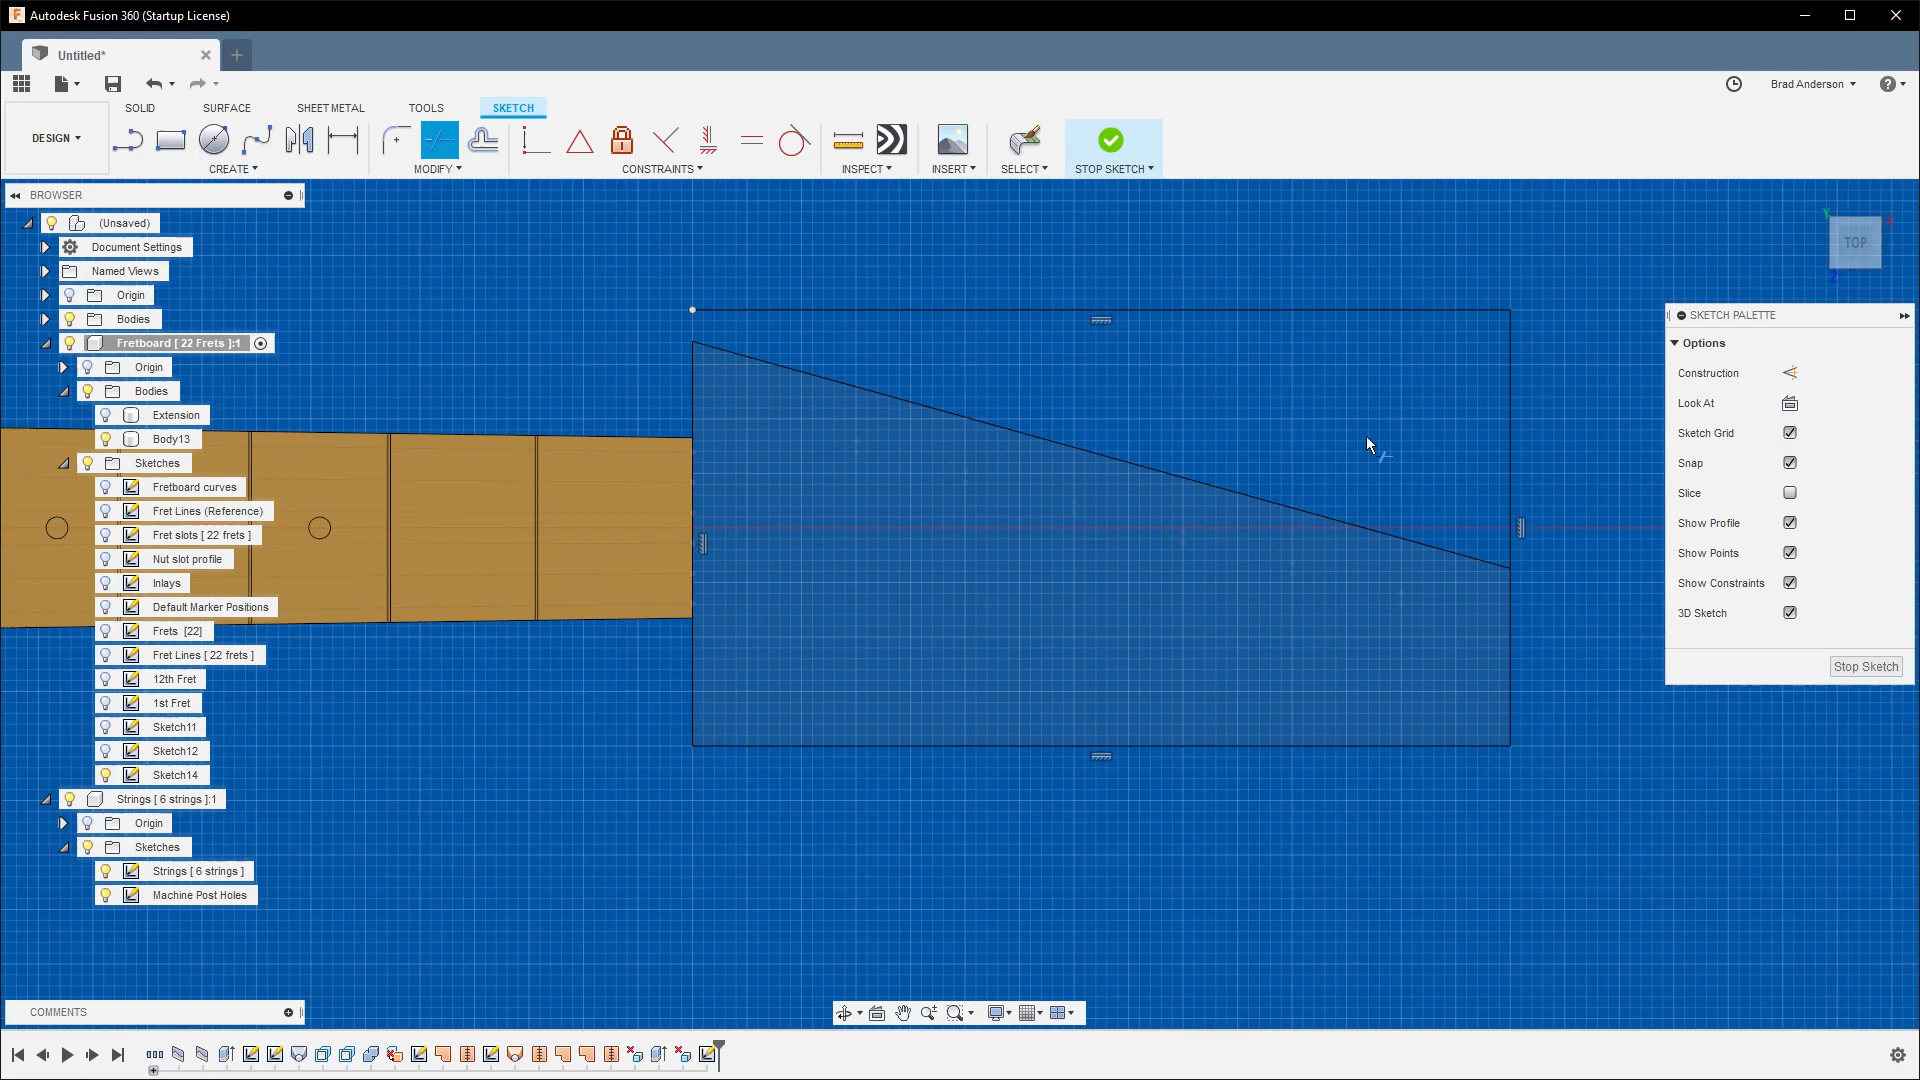 Autodesk Fusion 360 (Startup License)
Untitled*
Brad Anderson
SOLID SURFACE SHEET METAL TOOLS SKETCH
DESIGN
CREATE MODIFY CONSTRAINTS INSPECT INSERT SELECT STOP SKETCH
BROWSER
(Unsaved)
Document Settings
Named Views
Origin
Bodies
Fretboard [ 22 Frets ]:1
Origin
Bodies
Extension
Body13
Sketches
Fretboard curves
Fret Lines (Reference)
Fret slots [ 22 frets ]
Nut slot profile
Inlays
Default Marker Positions
Frets [22]
Fret Lines [ 22 frets ]
12th Fret
1st Fret
Sketch11
Sketch12
Sketch14
Strings [ 6 strings ]:1
Origin
Sketches
Strings [ 6 strings ]
Machine Post Holes
Y
X
TOP
Z
SKETCH PALETTE
Options
Construction
Look At
Sketch Grid
Snap
Slice
Show Profile
Show Points
Show Constraints
3D Sketch
Stop Sketch
COMMENTS